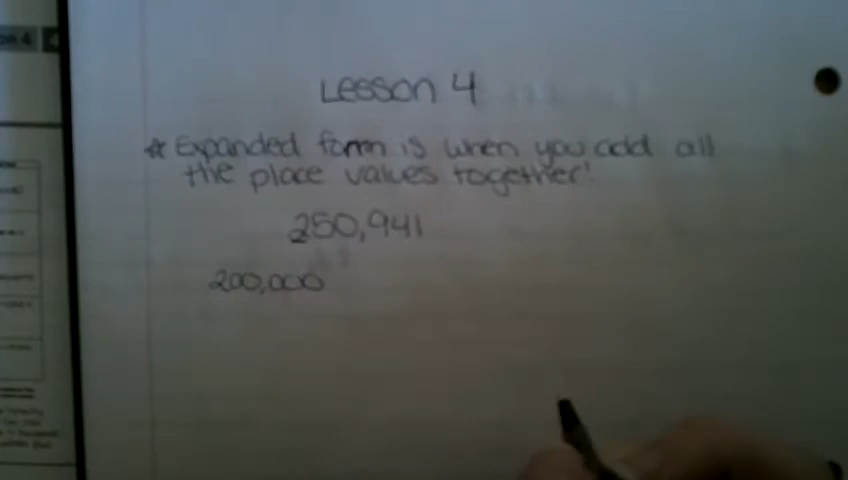 Lesson 4
* Expanded form is when you add all
the place values together!
250,941
200,000